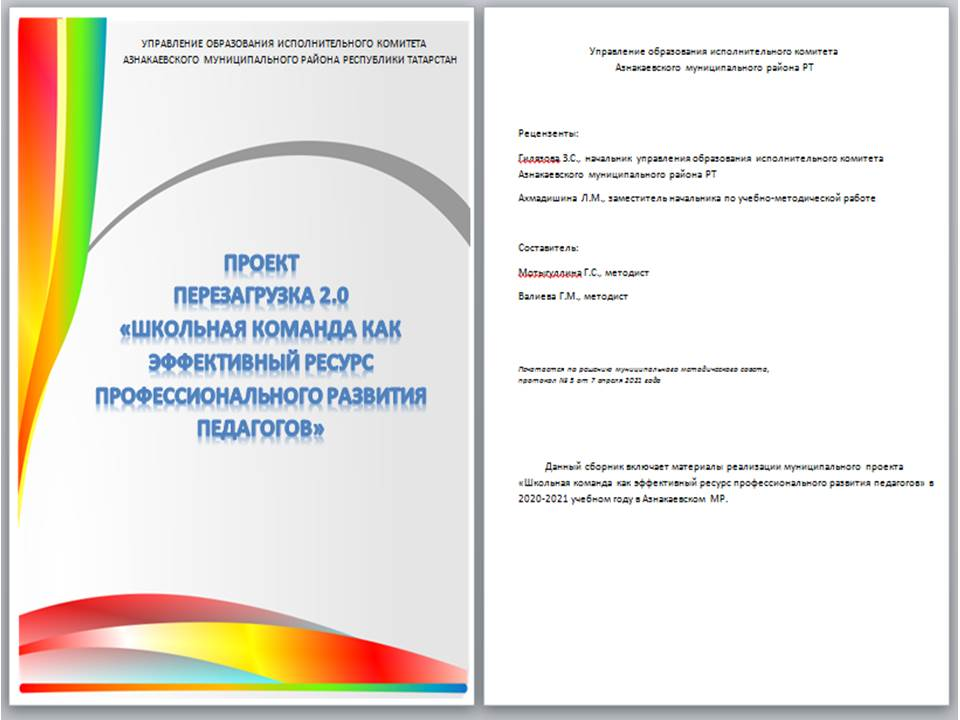 УПРАВЛЕНИЕ ОБРАЗОВАНИЯ ИСПОЛНИТЕЛЬНОГО КОМИТЕТА
АЗНАКАЕВСКОГО МУНИЦИПАЛЬНОГО РАЙОНА РЕСПУБЛИКИ ТАТАРСТАН
ПРОЕКТ
ПЕРЕЗАГРУЗКА 2.0
«ШКОЛЬНАЯ КОМАНДА КАК
ЭФФЕКТИВНЫЙ РЕСУРС
ПРОФЕССИОНАЛЬНОГО РАЗВИТИЯ
ПЕДАГОГОВ»
Управление образования исполнительного комитета
Азнакаевского муниципального района РТ
Рецензенты:
Гилязова З.С., начальник управления образования исполнительного комитета
Азнакаевского муниципального района РТ
Ахмадишина Л.М., заместитель начальника по учебно-методической работе
Составитель:
Мотыгуллина Г.С., методист
Валиева Г.М., методист
Печатается по решению муниципального методического совета,
протокол № 5 от 7 апреля 2021 года
Данный сборник включает материалы реализации муниципального проекта
«Школьная команда как эффективный ресурс профессионального развития педагогов» в
2020-2021 учебном году в Азнакаевском МР.